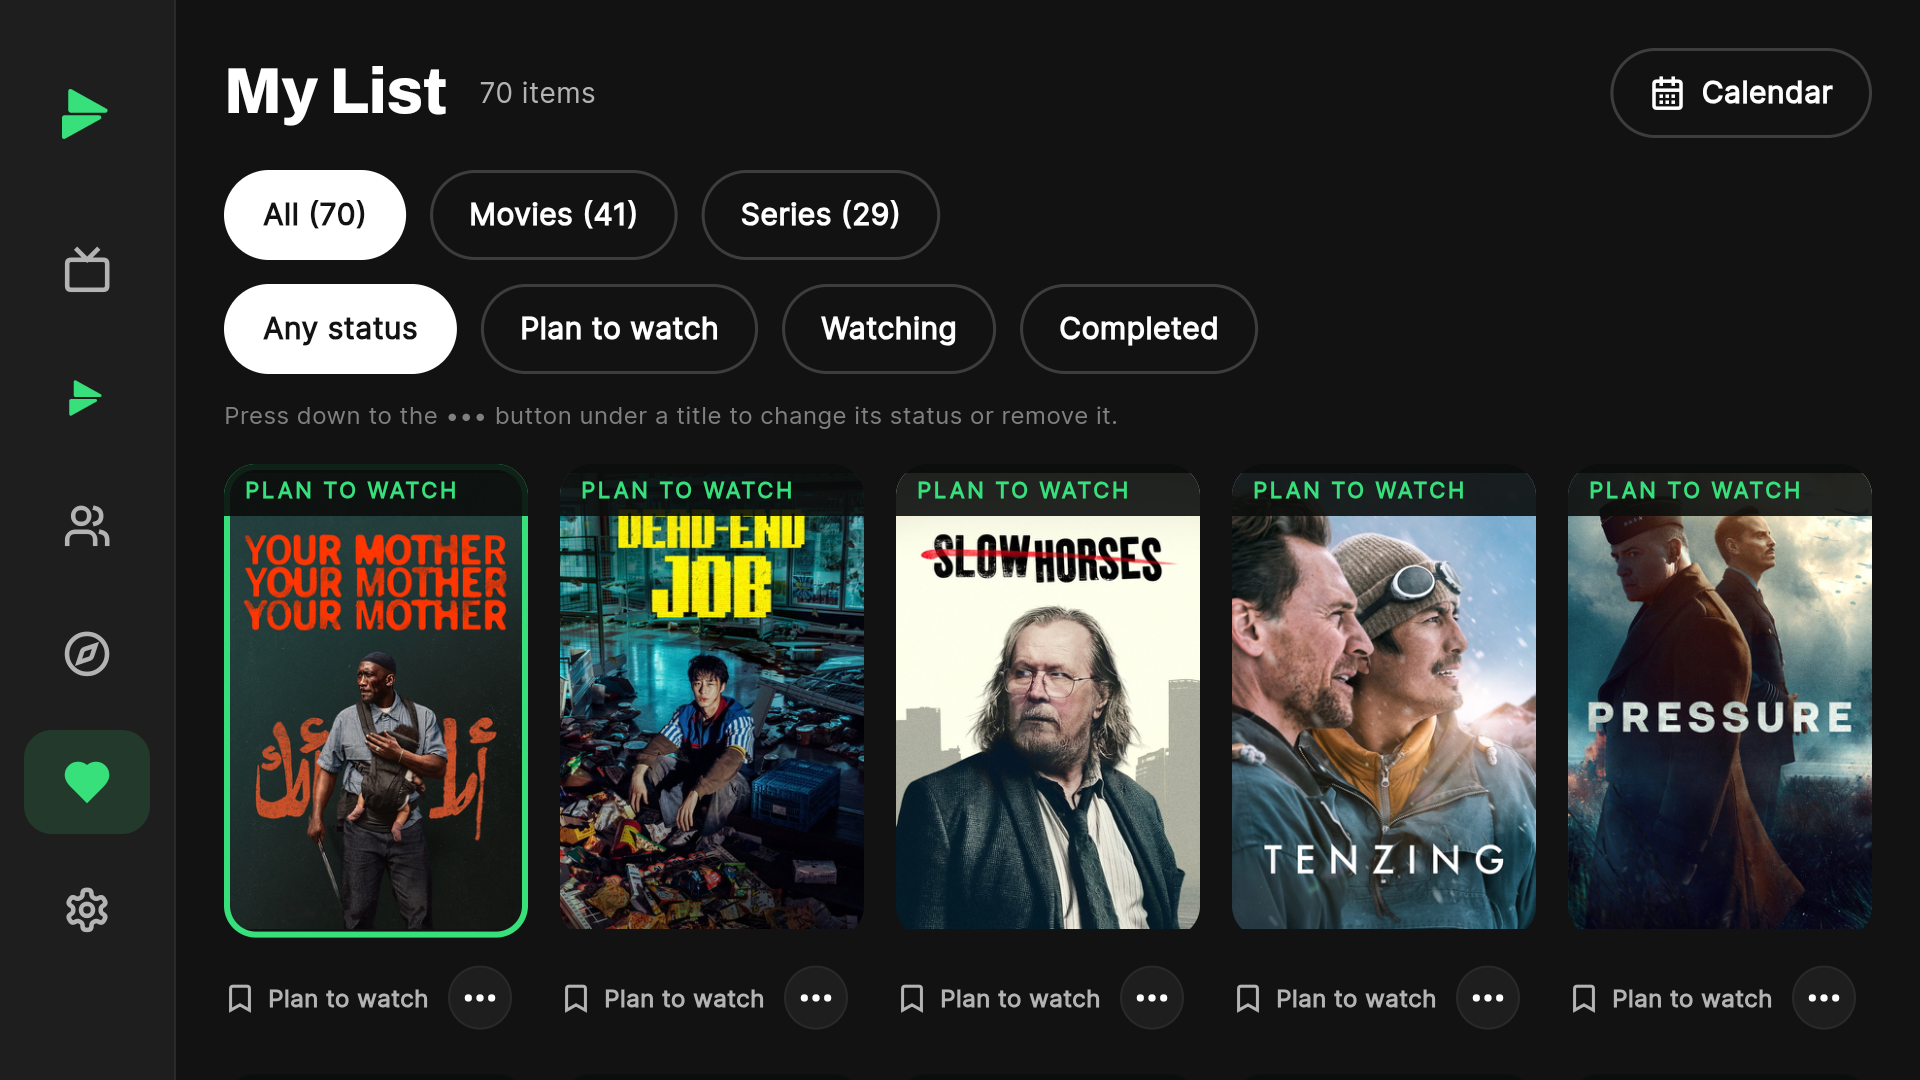 My List
70 items
Calendar
All (70)
Movies (41)
Series (29)
Any status
Plan to watch
Watching
Completed
Press down to the ••• button under a title to change its status or remove it.
PLAN TO WATCH
PLAN TO WATCH
PLAN TO WATCH
PLAN TO WATCH
PLAN TO WATCH
YOUR MOTHER
YOUR MOTHER
YOUR MOTHER
DEAD-END
JOB
SLOW HORSES
TENZING
PRESSURE
Plan to watch
Plan to watch
Plan to watch
Plan to watch
Plan to watch